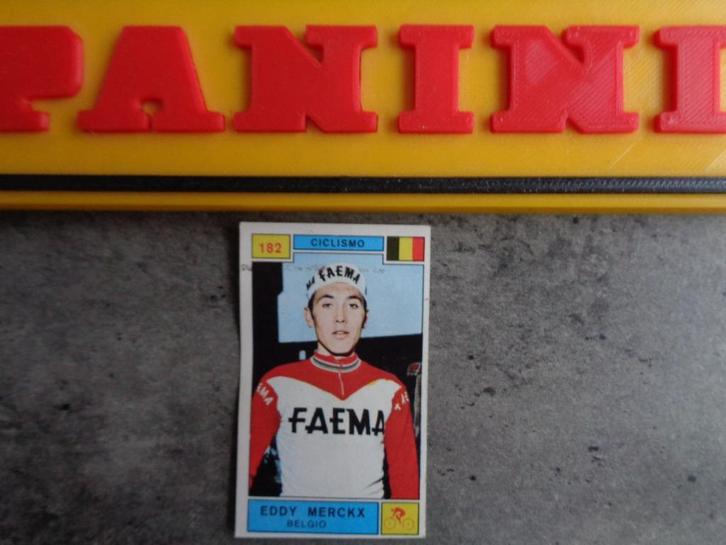 PANINI
182
CICLISMO
FAEMA
FAEMA
EDDY MERCKX
BELGIO